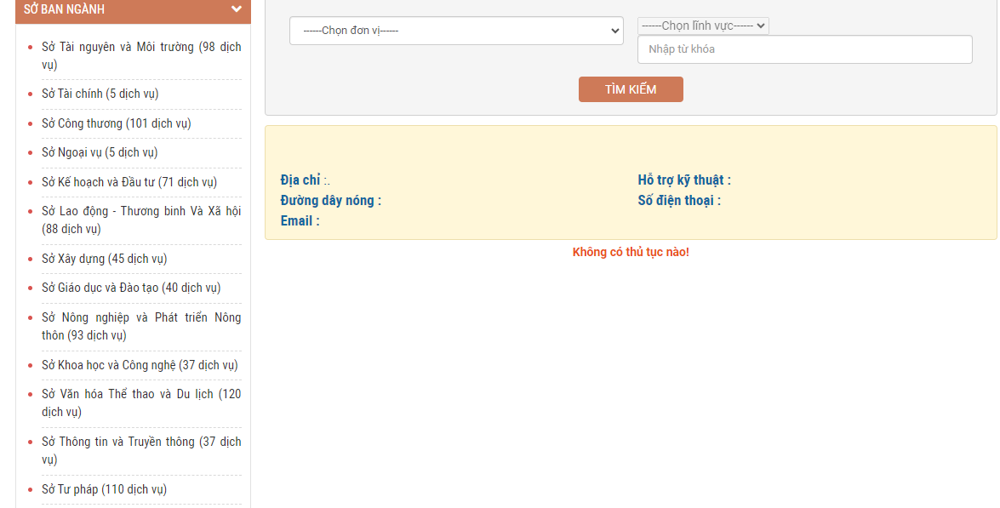 SỞ BAN NGÀNH
Sở Tài nguyên và Môi trường (98 dịch
vụ)
Sở Tài chính (5 dịch vụ)
Sở Công thương (101 dịch vụ)
Sở Ngoại vụ (5 dịch vụ)
Sở Kế hoạch và Đầu tư (71 dịch vụ)
Sở Lao động - Thương binh Và Xã hội
(88 dịch vụ)
Sở Xây dựng (45 dịch vụ)
Sở Giáo dục và Đào tạo (40 dịch vụ)
Sở Nông nghiệp và Phát triển Nông
thôn (93 dịch vụ)
Sở Khoa học và Công nghệ (37 dịch vụ)
Sở Văn hóa Thể thao và Du lịch (120
dịch vụ)
Sở Thông tin và Truyền thông (37 dịch
vụ)
Sở Tư pháp (110 dịch vụ)
------Chọn đơn vị------
------Chọn lĩnh vực------
Nhập từ khóa
TÌM KIẾM
Địa chỉ :.
Đường dây nóng :
Email :
Hỗ trợ kỹ thuật :
Số điện thoại :
Không có thủ tục nào!